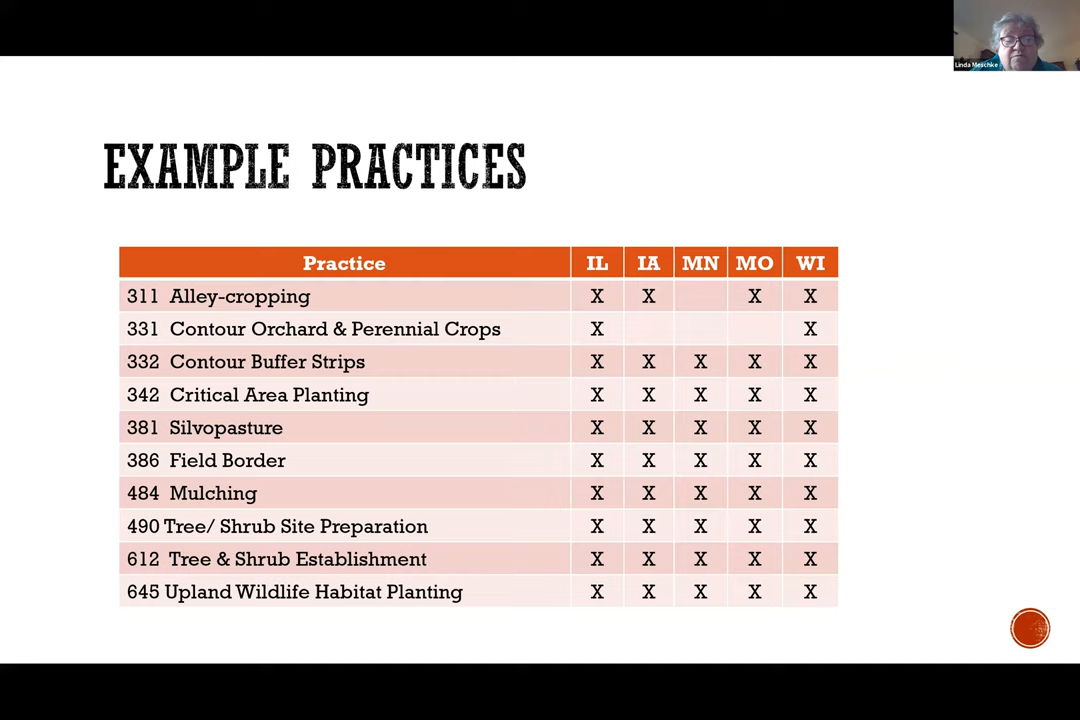 Linda Meschke
EXAMPLE PRACTICES
Practice IL IA MN MO WI
311 Alley-cropping X X X X
331 Contour Orchard & Perennial Crops X X
332 Contour Buffer Strips X X X X X
342 Critical Area Planting X X X X X
381 Silvopasture X X X X X
386 Field Border X X X X X
484 Mulching X X X X X
490 Tree/ Shrub Site Preparation X X X X X
612 Tree & Shrub Establishment X X X X X
645 Upland Wildlife Habitat Planting X X X X X